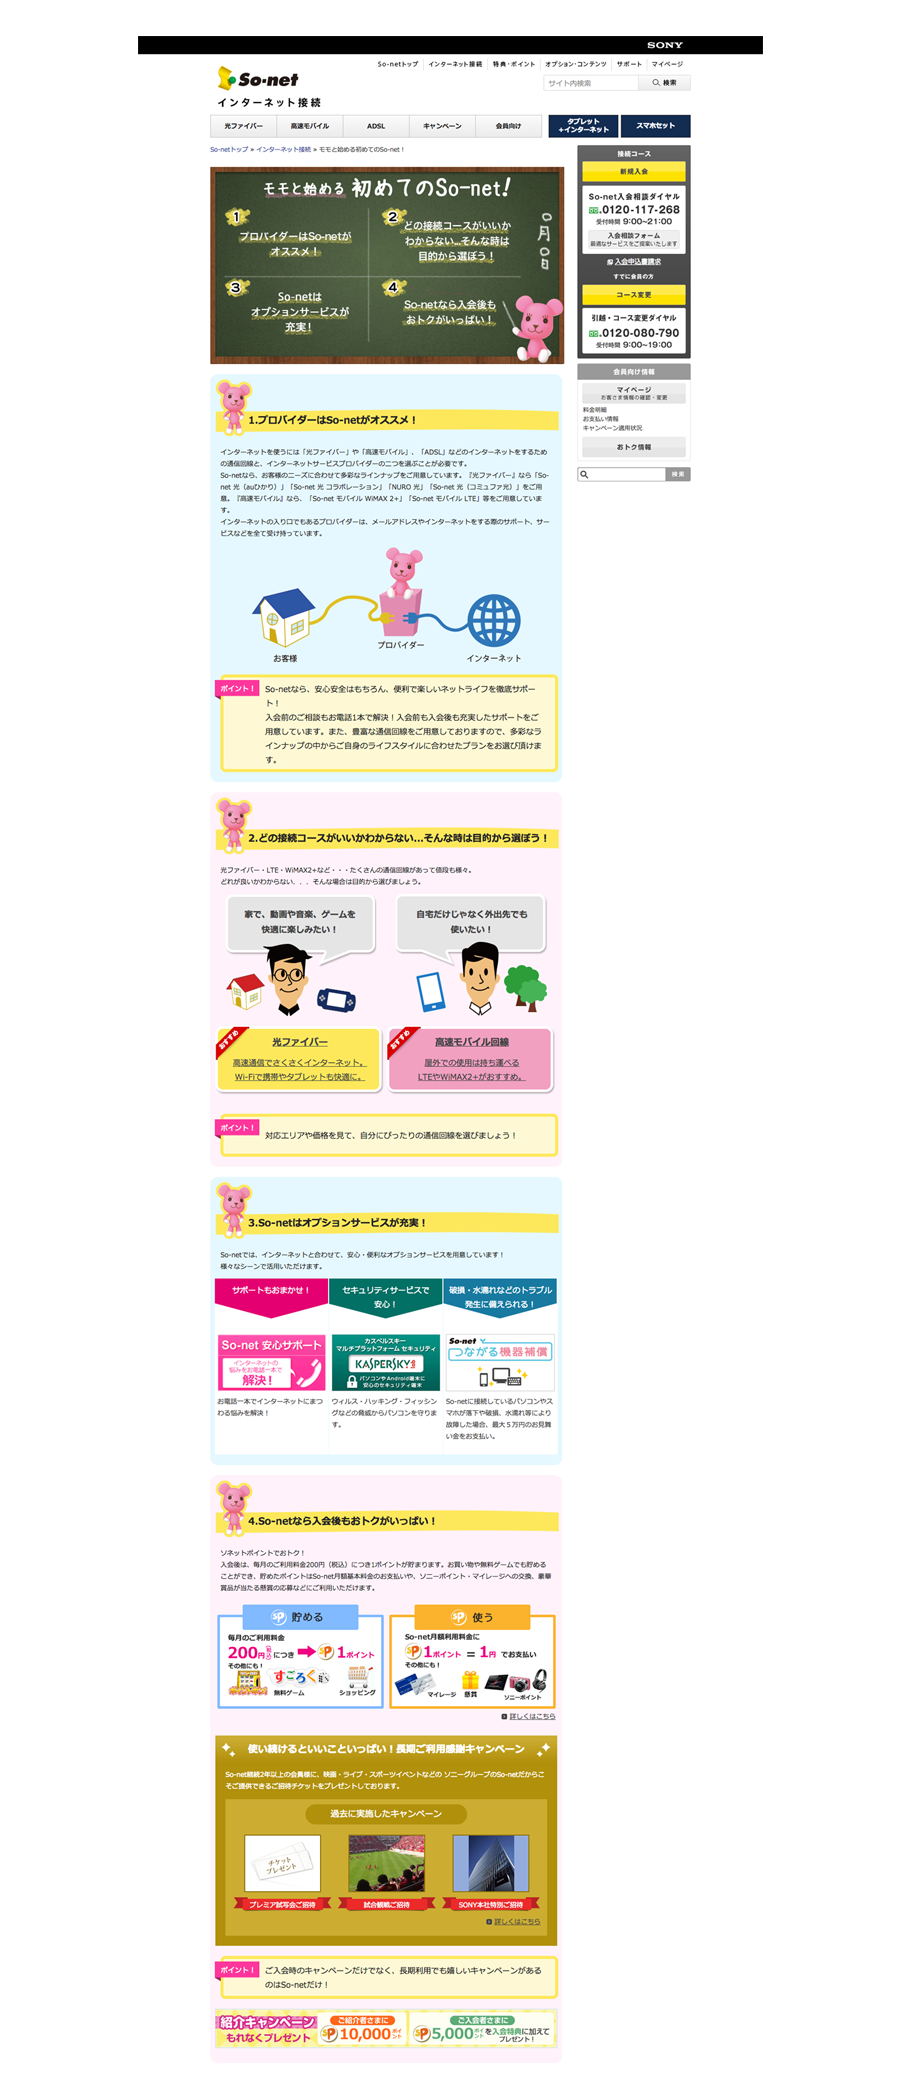 SONY
So-netトップ インターネット接続 特典・ポイント オプション・コンテンツ サポート マイページ
So-net
サイト内検索 検索
インターネット接続
光ファイバー 高速モバイル ADSL キャンペーン 会員向け タブレット+インターネット スマホセット
So-netトップ » インターネット接続 » モモと始める初めてのSo-net！
モモと始める 初めてのSo-net!
1
プロバイダーはSo-netが
オススメ！
2
どの接続コースがいいか
わからない…そんな時は
目的から選ぼう！
3
So-netは
オプションサービスが
充実！
4
So-netなら入会後も
おトクがいっぱい！
接続コース
新規入会
So-net入会相談ダイヤル
0120-117-268
受付時間 9:00~21:00
入会相談フォーム
最適なサービスをご提案いたします
入会申込書請求
すでに会員の方
コース変更
引越・コース変更ダイヤル
0120-080-790
受付時間 9:00~19:00
会員向け情報
マイページ
お客さま情報の確認・変更
料金明細
お支払い情報
キャンペーン適用状況
おトク情報
検索
1.プロバイダーはSo-netがオススメ！
インターネットを使うには「光ファイバー」や「高速モバイル」、「ADSL」などのインターネットをするため
の通信回線と、インターネットサービスプロバイダーの二つを選ぶことが必要です。
So-netなら、お客様のニーズに合わせて多彩なラインナップをご用意しています。『光ファイバー』なら「So-
net 光（auひかり）」「So-net 光 コラボレーション」「NURO 光」「So-net 光（コミュファ光）」をご用
意。『高速モバイル』なら、「So-net モバイル WiMAX 2+」「So-net モバイル LTE」等をご用意していま
す。
インターネットの入り口でもあるプロバイダーは、メールアドレスやインターネットをする際のサポート、サー
ビスなどを全て受け持っています。
お客様
プロバイダー
インターネット
ポイント！
So-netなら、安心安全はもちろん、便利で楽しいネットライフを徹底サポー
ト！
入会前のご相談もお電話1本で解決！入会前も入会後も充実したサポートをご
用意しています。また、豊富な通信回線をご用意しておりますので、多彩なラ
インナップの中からご自身のライフスタイルに合わせたプランをお選び頂けま
す。
2.どの接続コースがいいかわからない…そんな時は目的から選ぼう！
光ファイバー・LTE・WiMAX2+など・・・たくさんの通信回線があって値段も様々。
どれが良いかわからない．．．そんな場合は目的から選びましょう。
家で、動画や音楽、ゲームを
快適に楽しみたい！
自宅だけじゃなく外出先でも
使いたい！
おすすめ
光ファイバー
高速通信でさくさくインターネット。
Wi-Fiで携帯やタブレットも快適に。
おすすめ
高速モバイル回線
屋外での使用は持ち運べる
LTEやWiMAX2+がおすすめ。
ポイント！
対応エリアや価格を見て、自分にぴったりの通信回線を選びましょう！
3.So-netはオプションサービスが充実！
So-netでは、インターネットと合わせて、安心・便利なオプションサービスを用意しています！
様々なシーンで活用いただけます。
サポートもおまかせ！
So-net 安心サポート
インターネットの
悩みをお電話一本で
解決！
お電話一本でインターネットにまつ
わる悩みを解決！
セキュリティサービスで
安心！
カスペルスキー
マルチプラットフォーム セキュリティ
KASPERSKY
パソコンやAndroid端末に
安心のセキュリティ端末
ウィルス・ハッキング・フィッシン
グなどの脅威からパソコンを守りま
す。
破損・水濡れなどのトラブル
発生に備えられる！
So-net
つながる機器補償
So-netに接続しているパソコンやス
マホが落下や破損、水濡れ等により
故障した場合、最大５万円のお見舞
い金をお支払い。
4.So-netなら入会後もおトクがいっぱい！
ソネットポイントでおトク！
入会後は、毎月のご利用料金200円（税込）につき1ポイントが貯まります。お買い物や無料ゲームでも貯める
ことができ、貯めたポイントはSo-net月額基本料金のお支払いや、ソニーポイント・マイレージへの交換、豪華
賞品が当たる懸賞の応募などにご利用いただけます。
SP 貯める
毎月のご利用料金
200円（税込）につき SP 1ポイント
その他にも！
すごろく
無料ゲーム
ショッピング
SP 使う
So-net月額利用料金に
SP 1ポイント = 1円 でお支払い
その他にも！
マイレージ 懸賞 ソニーポイント
詳しくはこちら
使い続けるといいこといっぱい！長期ご利用感謝キャンペーン
So-net継続2年以上の会員様に、映画・ライブ・スポーツイベントなどの ソニーグループのSo-netだからこ
そご提供できるご招待チケットをプレゼントしております。
過去に実施したキャンペーン
チケット
プレゼント
プレミア試写会ご招待
試合観戦ご招待
SONY本社特別ご招待
詳しくはこちら
ポイント！
ご入会時のキャンペーンだけでなく、長期利用でも嬉しいキャンペーンがある
のはSo-netだけ！
紹介キャンペーン
もれなくプレゼント
ご紹介者さまに
SP 10,000ポイント
ご入会者さまに
SP 5,000ポイントを入会特典に加えて
プレゼント！